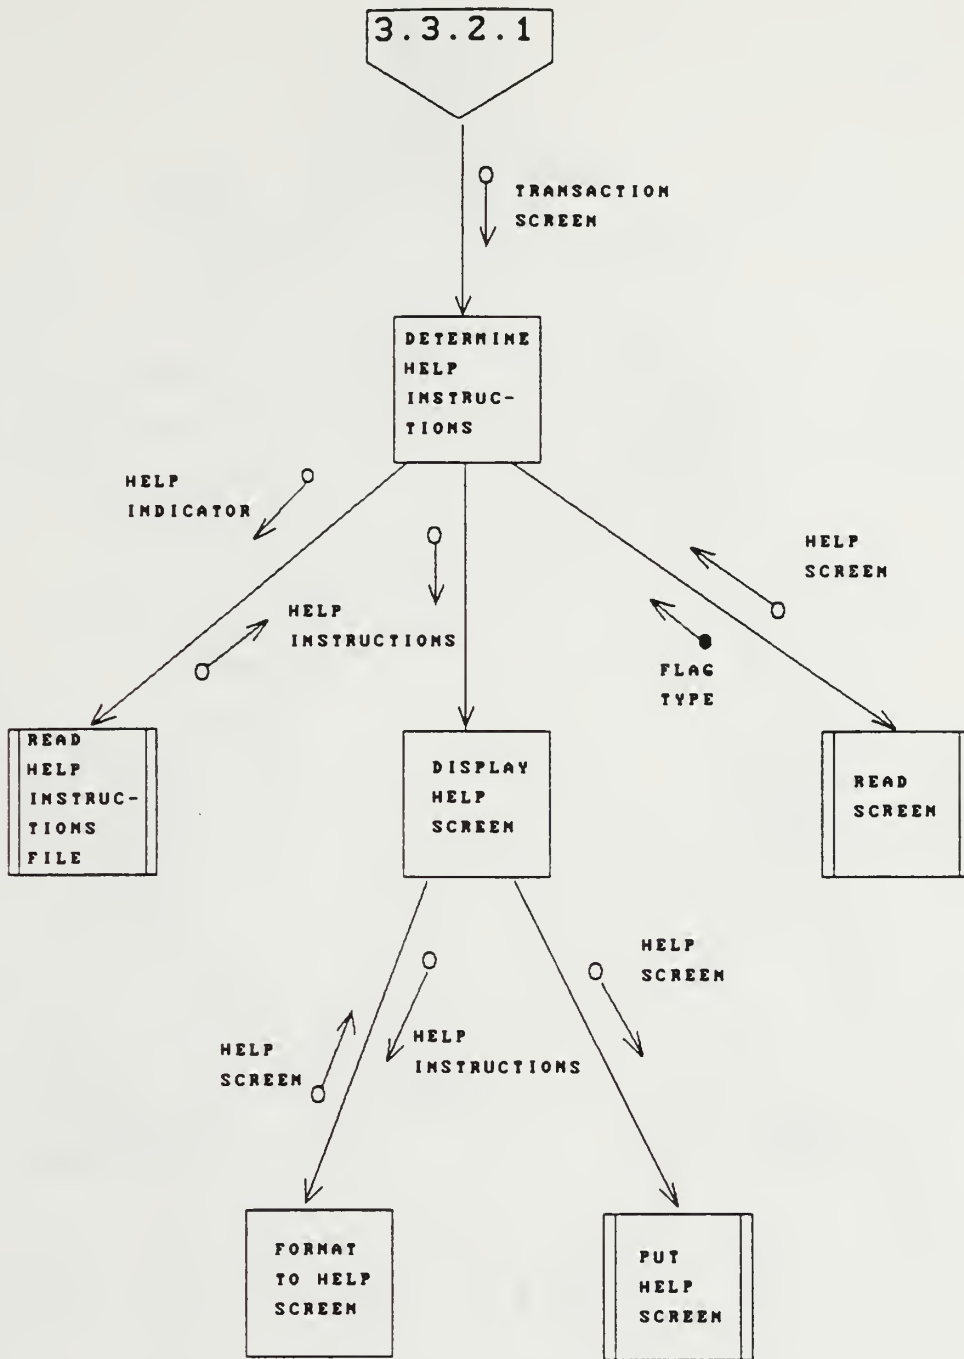 3.3.2.1
TRANSACTION
SCREEN
DETERMINE
HELP
INSTRUC-
TIONS
HELP
INDICATOR
HELP
INSTRUCTIONS
HELP
SCREEN
FLAG
TYPE
READ
HELP
INSTRUC-
TIONS
FILE
DISPLAY
HELP
SCREEN
READ
SCREEN
HELP
SCREEN
HELP
INSTRUCTIONS
HELP
SCREEN
FORMAT
TO HELP
SCREEN
PUT
HELP
SCREEN